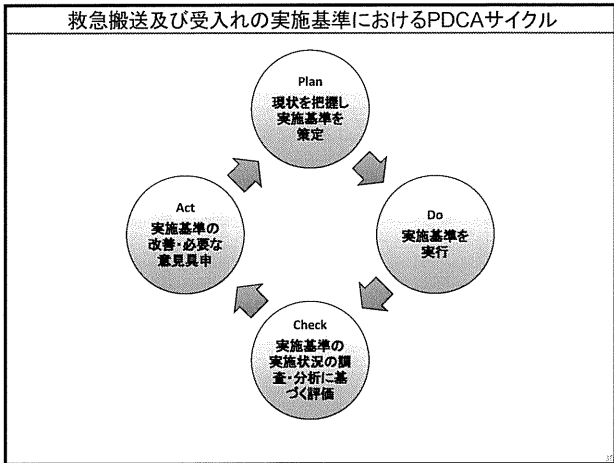 救急搬送及び受入れの実施基準におけるPDCAサイクル
Plan
現状を把握し
実施基準を
策定
Do
実施基準を
実行
Check
実施基準の
実施状況の調
査・分析に基
づく評価
Act
実施基準の
改善・必要な
意見具申